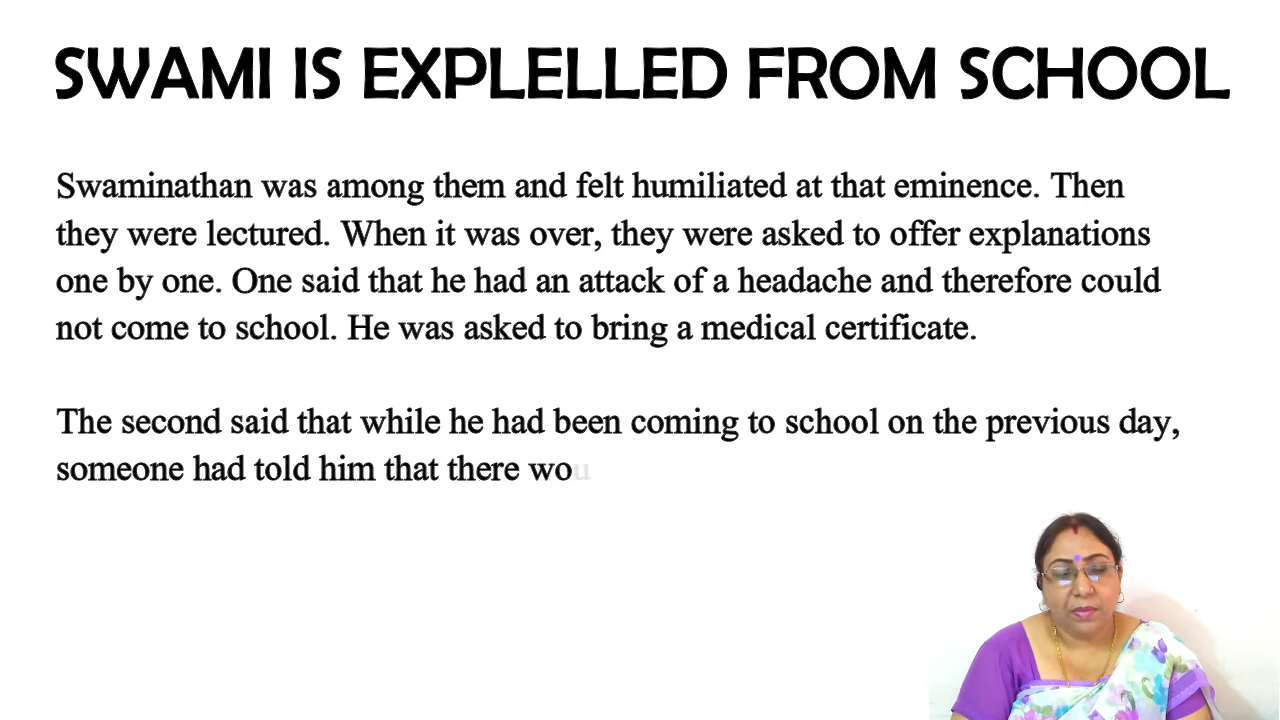 SWAMI IS EXPLELLED FROM SCHOOL
Swaminathan was among them and felt humiliated at that eminence. Then
they were lectured. When it was over, they were asked to offer explanations
one by one. One said that he had an attack of a headache and therefore could
not come to school. He was asked to bring a medical certificate.
The second said that while he had been coming to school on the previous day,
someone had told him that there wou